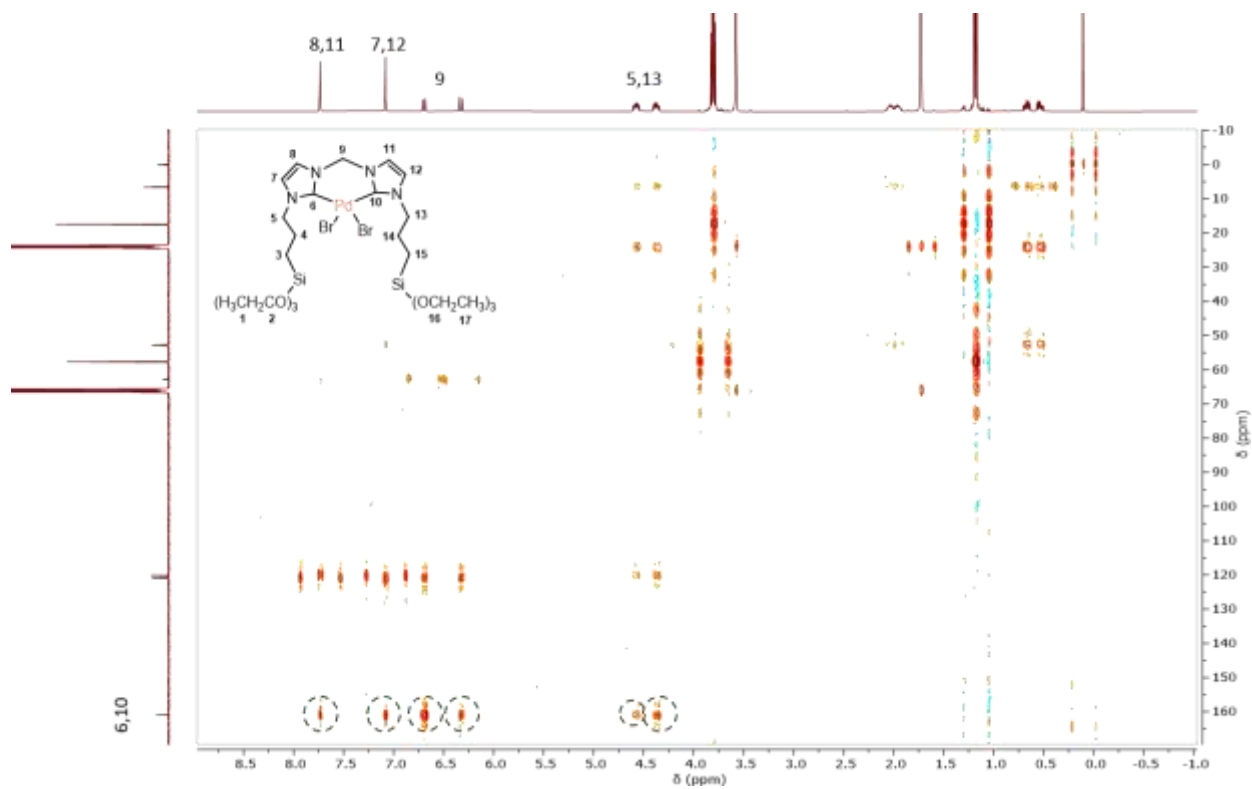 8,11
7,12
9
5,13
9
8
11
N
N
7
12
N
N
6
10
Pd
5
Br
Br
13
4
14
3
15
Si
Si
(H₃CH₂CO)₃
(OCH₂CH₃)₃
1
2
16
17
6,10
-10
0
10
20
30
40
50
60
70
80
90
100
110
120
130
140
150
160
δ (ppm)
8.5 8.0 7.5 7.0 6.5 6.0 5.5 5.0 4.5 4.0 3.5 3.0 2.5 2.0 1.5 1.0 0.5 0.0 -0.5 -1.0
δ (ppm)